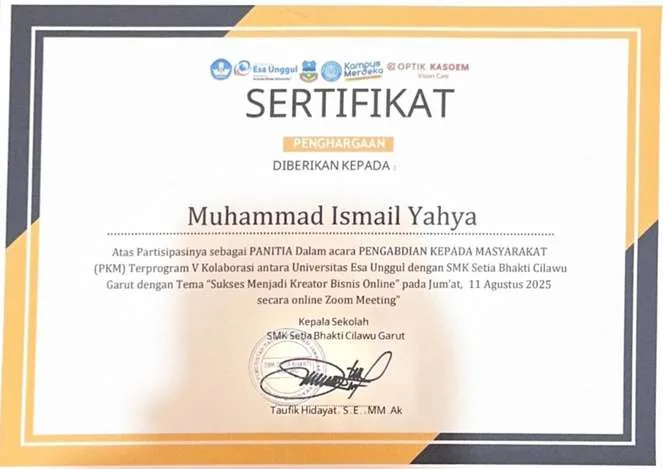 Esa Unggul
Kampus
Merdeka
OPTIK KASOEM
Vision Care
SERTIFIKAT
PENGHARGAAN
DIBERIKAN KEPADA :
Muhammad Ismail Yahya
Atas Partisipasinya sebagai PANITIA Dalam acara PENGABDIAN KEPADA MASYARAKAT
(PKM) Terprogram V Kolaborasi antara Universitas Esa Unggul dengan SMK Setia Bhakti Cilawu
Garut dengan Tema “Sukses Menjadi Kreator Bisnis Online” pada Jum'at, 11 Agustus 2025
secara online Zoom Meeting”
Kepala Sekolah
SMK Setia Bhakti Cilawu Garut
Taufik Hidayat. S.E.,MM.Ak